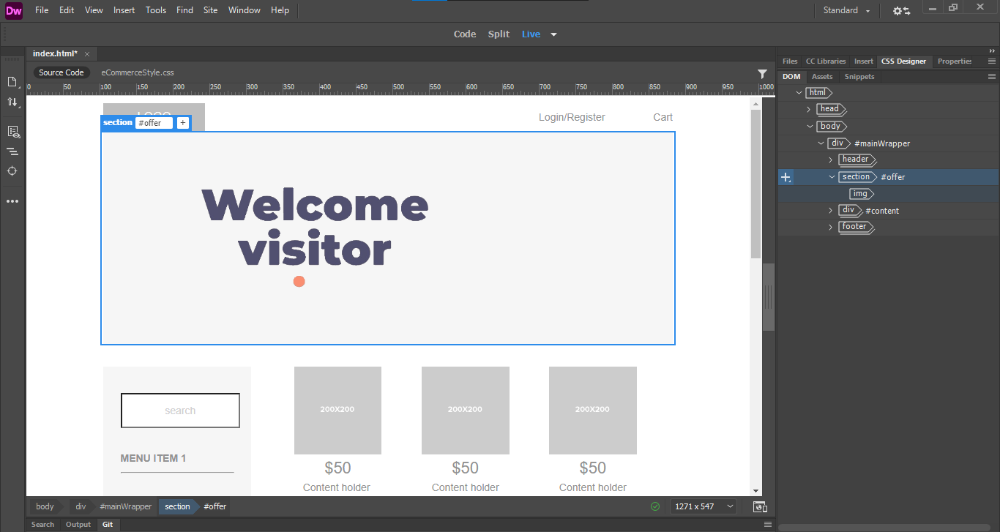 Dw File Edit View Insert Tools Find Site Window Help Standard
Code Split Live
index.html*
Source Code eCommerceStyle.css
0 50 100 150 200 250 300 350 400 450 500 550 600 650 700 750 800 850 900 950 1000
LOGO
Login/Register Cart
section #offer +
Welcome
visitor
search
MENU ITEM 1
200X200 200X200 200X200
$50 $50 $50
Content holder Content holder Content holder
body div #mainWrapper section #offer 1271 x 547
Search Output Git
Files CC Libraries Insert CSS Designer Properties
DOM Assets Snippets
html
head
body
div #mainWrapper
header
section #offer
img
div #content
footer